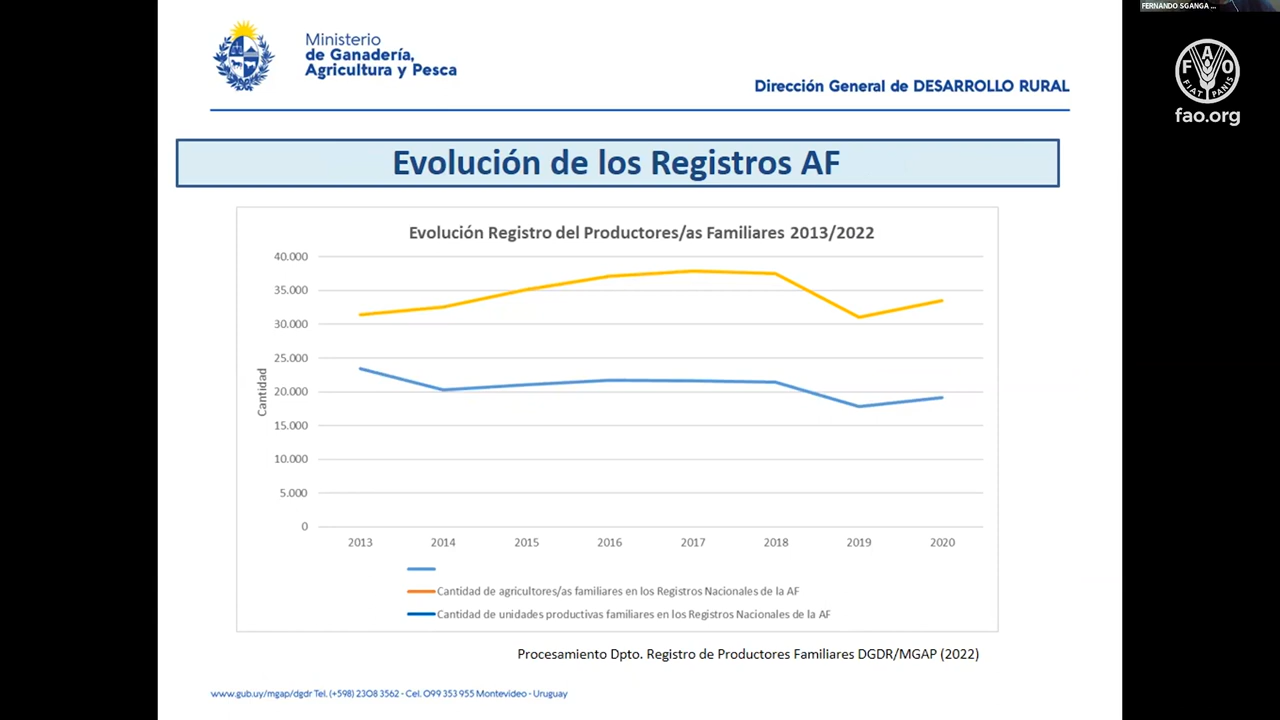 FERNANDO SGANGA ...
Ministerio
de Ganadería,
Agricultura y Pesca
Dirección General de DESARROLLO RURAL
FAO
FIAT PANIS
fao.org
Evolución de los Registros AF
Evolución Registro del Productores/as Familiares 2013/2022
40.000
35.000
30.000
25.000
20.000
15.000
10.000
5.000
0
Cantidad
2013 2014 2015 2016 2017 2018 2019 2020
Cantidad de agricultores/as familiares en los Registros Nacionales de la AF
Cantidad de unidades productivas familiares en los Registros Nacionales de la AF
Procesamiento Dpto. Registro de Productores Familiares DGDR/MGAP (2022)
www.gub.uy/mgap/dgdr Tel. (+598) 2308 3562 - Cel. 099 353 955 Montevideo - Uruguay